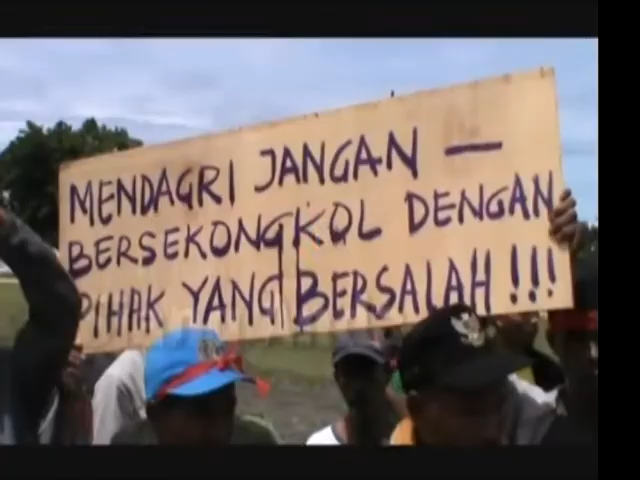 MENDAGRI JANGAN —
BERSEKONGKOL DENGAN
PIHAK YANG BERSALAH !!!